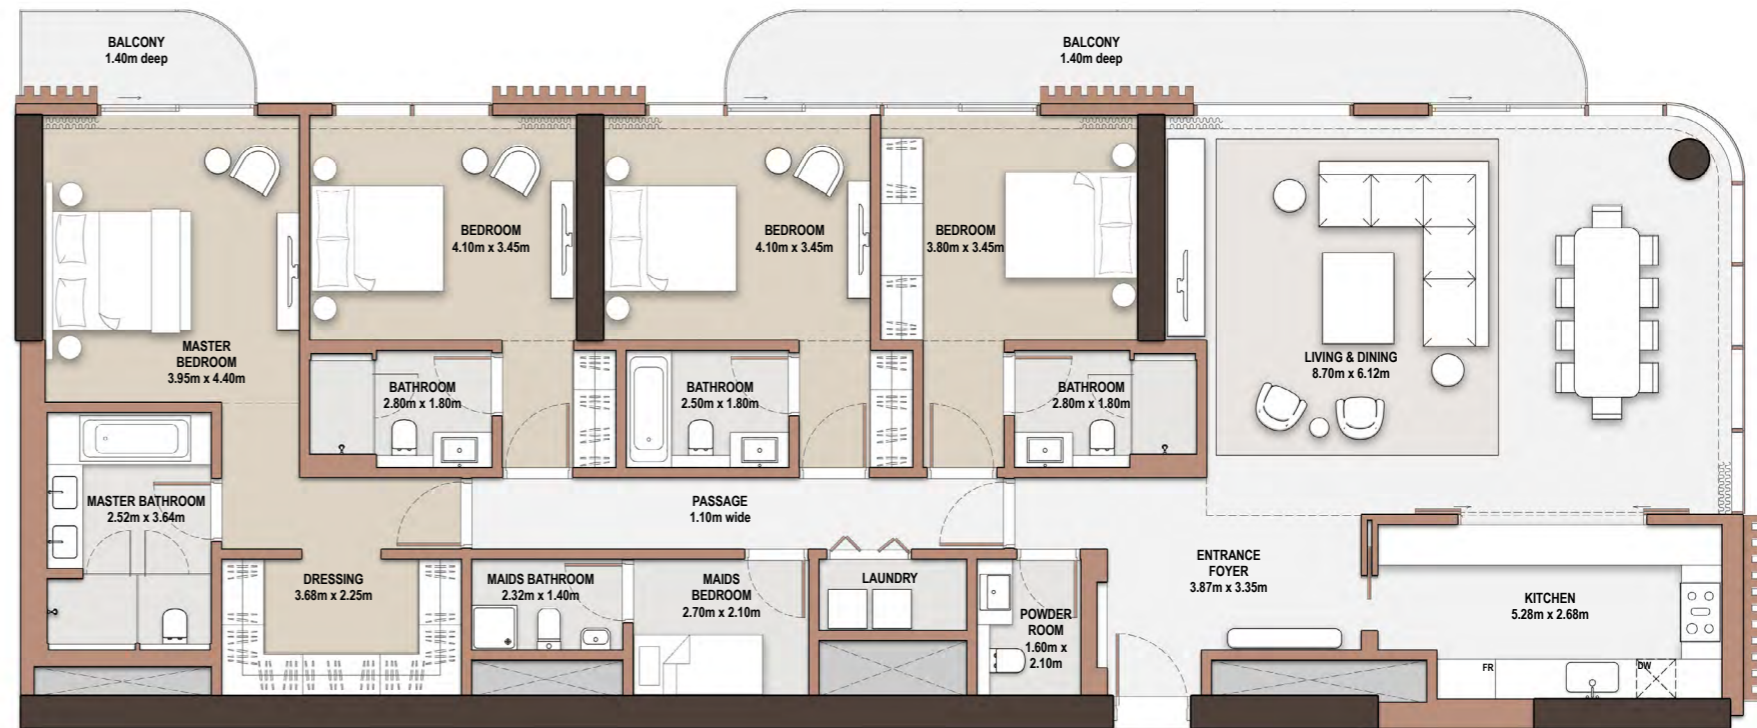 BALCONY
1.40m deep
BALCONY
1.40m deep
BEDROOM
4.10m x 3.45m
BEDROOM
4.10m x 3.45m
BEDROOM
3.80m x 3.45m
MASTER
BEDROOM
3.95m x 4.40m
LIVING & DINING
8.70m x 6.12m
BATHROOM
2.80m x 1.80m
BATHROOM
2.50m x 1.80m
BATHROOM
2.80m x 1.80m
MASTER BATHROOM
2.52m x 3.64m
PASSAGE
1.10m wide
ENTRANCE
FOYER
3.87m x 3.35m
DRESSING
3.68m x 2.25m
MAIDS BATHROOM
2.32m x 1.40m
MAIDS
BEDROOM
2.70m x 2.10m
LAUNDRY
POWDER
ROOM
1.60m x
2.10m
KITCHEN
5.28m x 2.68m
FR
DW